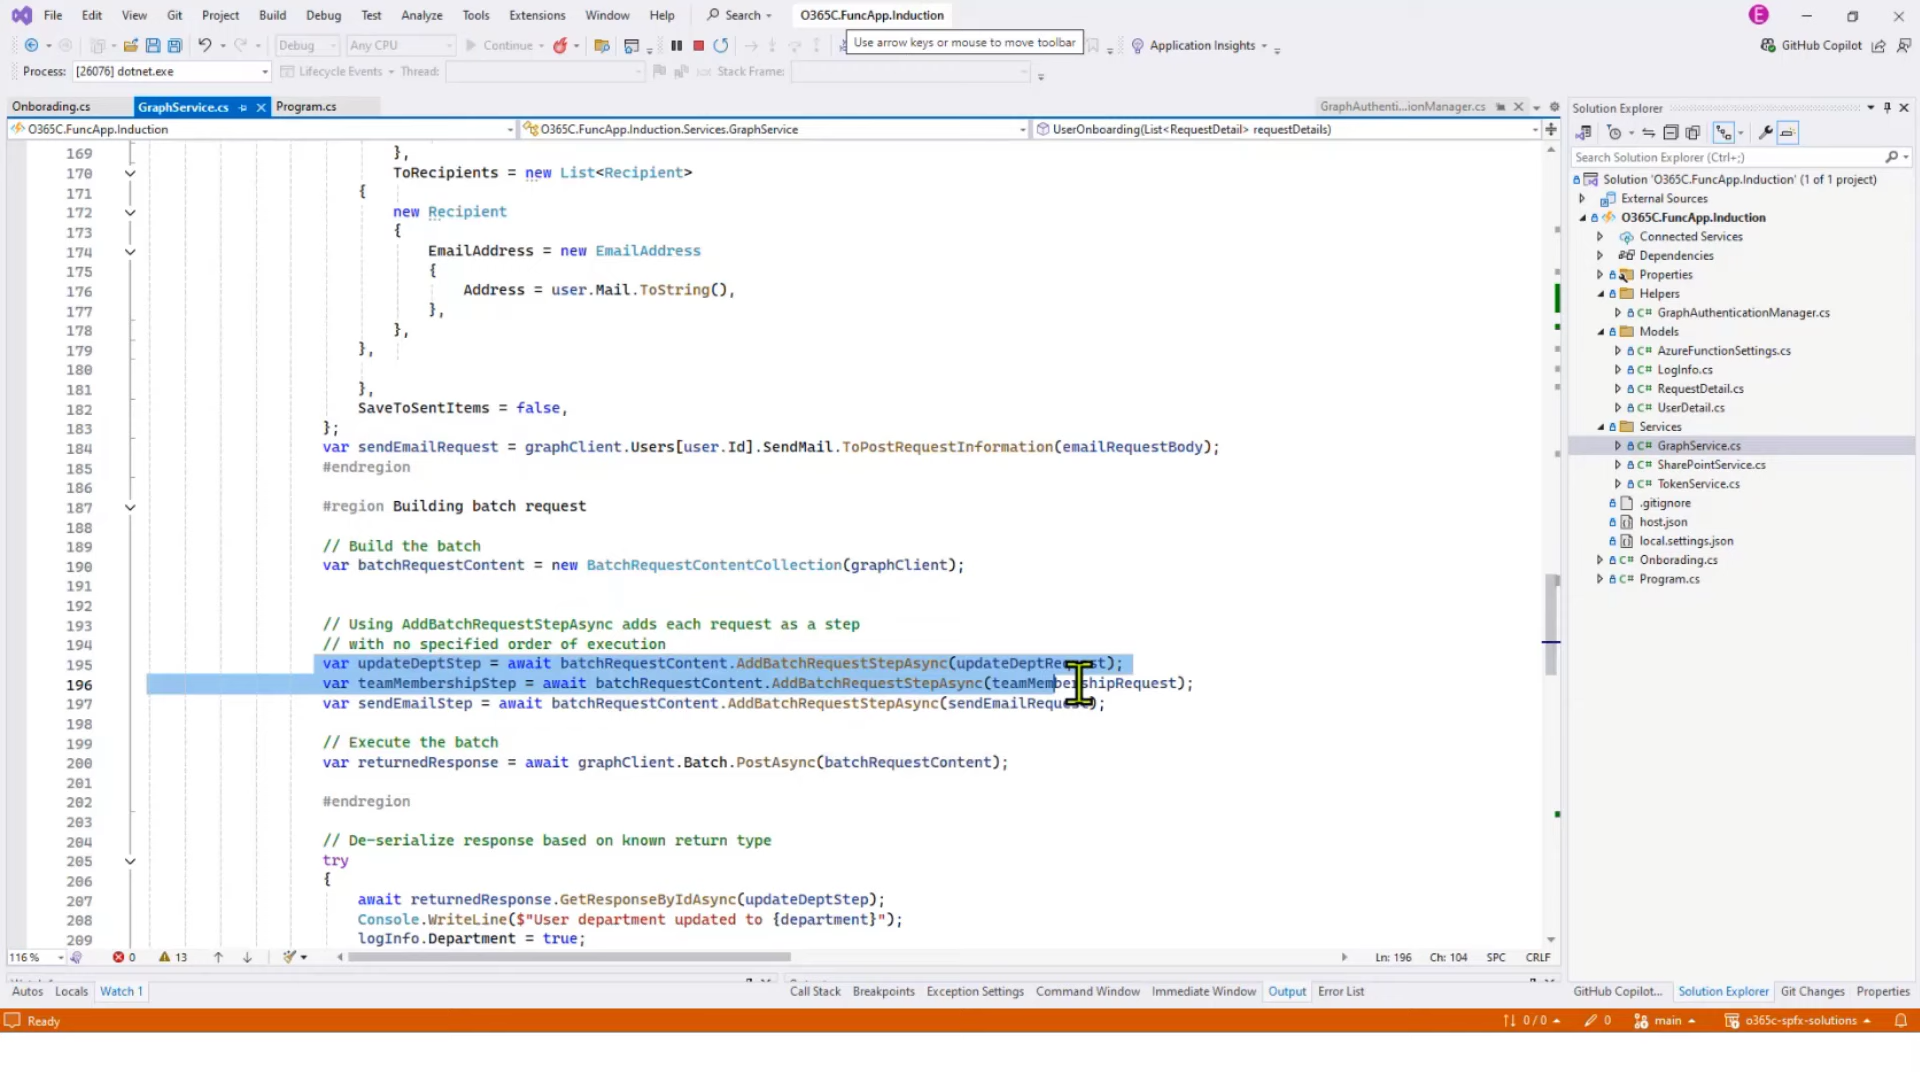 File Edit View Git Project Build Debug Test Analyze Tools Extensions Window Help Search O365C.FuncApp.Induction E
Debug Any CPU Continue Use arrow keys or mouse to move toolbar Application Insights GitHub Copilot
Process: [26076] dotnet.exe Lifecycle Events Thread: Stack Frame:
Onborading.cs GraphService.cs Program.cs GraphAuthenti...ionManager.cs
O365C.FuncApp.Induction O365C.FuncApp.Induction.Services.GraphService UserOnboarding(List<RequestDetail> requestDetails)
169 },
170 ToRecipients = new List<Recipient>
171 {
172 new Recipient
173 {
174 EmailAddress = new EmailAddress
175 {
176 Address = user.Mail.ToString(),
177 },
178 },
179 },
180
181 },
182 SaveToSentItems = false,
183 };
184 var sendEmailRequest = graphClient.Users[user.Id].SendMail.ToPostRequestInformation(emailRequestBody);
185 #endregion
186
187 #region Building batch request
188
189 // Build the batch
190 var batchRequestContent = new BatchRequestContentCollection(graphClient);
191
192
193 // Using AddBatchRequestStepAsync adds each request as a step
194 // with no specified order of execution
195 var updateDeptStep = await batchRequestContent.AddBatchRequestStepAsync(updateDeptRequest);
196 var teamMembershipStep = await batchRequestContent.AddBatchRequestStepAsync(teamMembershipRequest);
197 var sendEmailStep = await batchRequestContent.AddBatchRequestStepAsync(sendEmailRequest);
198
199 // Execute the batch
200 var returnedResponse = await graphClient.Batch.PostAsync(batchRequestContent);
201
202 #endregion
203
204 // De-serialize response based on known return type
205 try
206 {
207 await returnedResponse.GetResponseByIdAsync(updateDeptStep);
208 Console.WriteLine($"User department updated to {department}");
209 logInfo.Department = true;
116 % 0 13 Ln: 196 Ch: 104 SPC CRLF
Autos Locals Watch 1 Call Stack Breakpoints Exception Settings Command Window Immediate Window Output Error List
Solution Explorer
Search Solution Explorer (Ctrl+;)
Solution 'O365C.FuncApp.Induction' (1 of 1 project)
External Sources
O365C.FuncApp.Induction
Connected Services
Dependencies
Properties
Helpers
C# GraphAuthenticationManager.cs
Models
C# AzureFunctionSettings.cs
C# LogInfo.cs
C# RequestDetail.cs
C# UserDetail.cs
Services
C# GraphService.cs
C# SharePointService.cs
C# TokenService.cs
.gitignore
host.json
local.settings.json
C# Onborading.cs
C# Program.cs
GitHub Copilot... Solution Explorer Git Changes Properties
Ready 0 / 0 0 main o365c-spfx-solutions